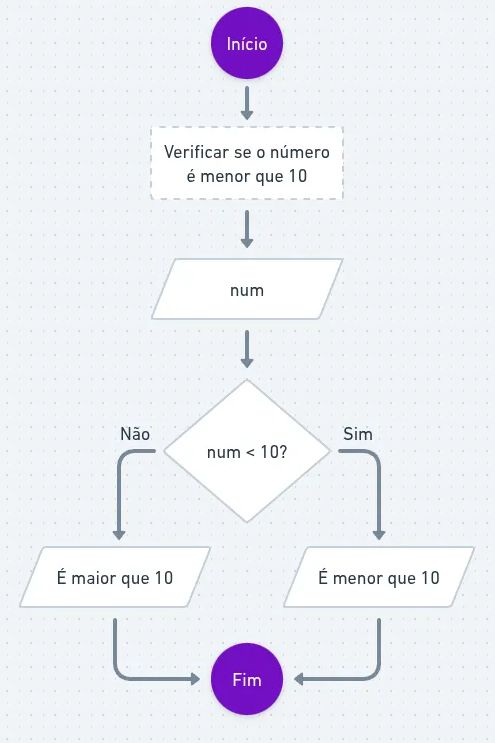 Início
Verificar se o número
é menor que 10
num
Não
Sim
num < 10?
É maior que 10
É menor que 10
Fim